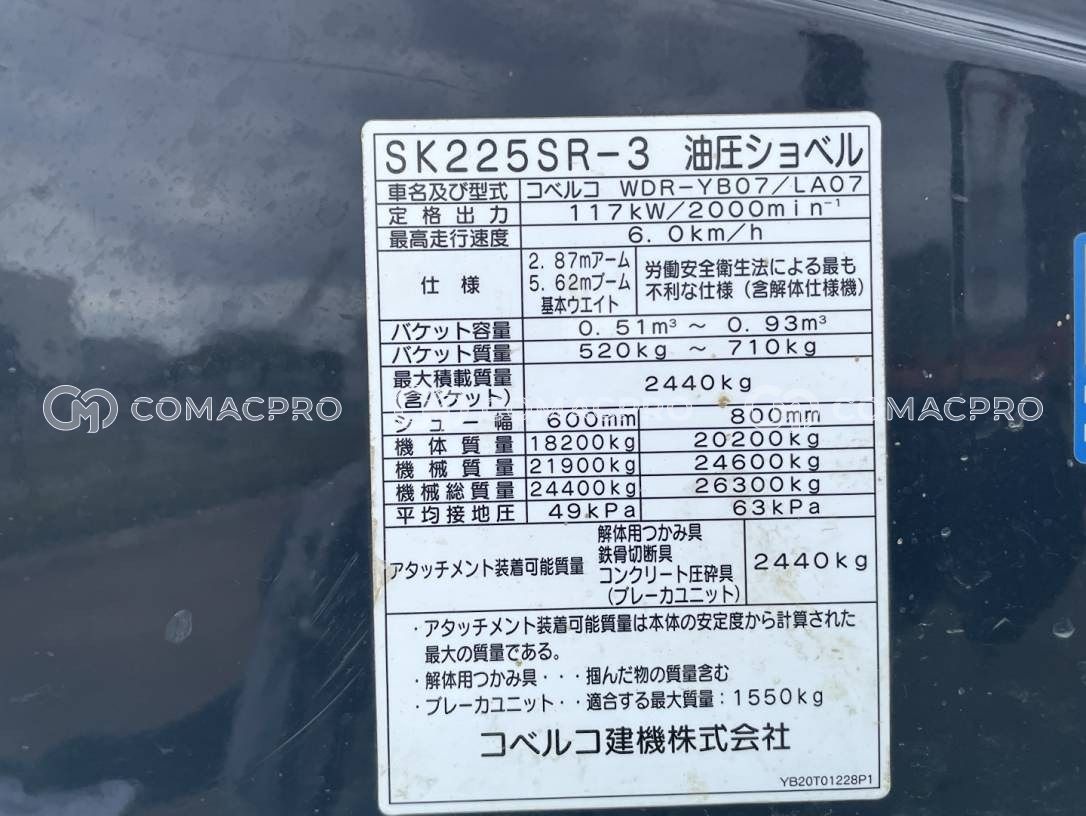 SK225SR-3 油圧ショベル
車名及び型式 コベルコ WDR-YB07/LA07
定格出力 117kW/2000min⁻¹
最高走行速度 6.0km/h
仕様 2.87mアーム 5.62mブーム 基本ウエイト 労働安全衛生法による最も不利な仕様(含解体仕様機)
バケット容量 0.51m³ ~ 0.93m³
バケット質量 520kg ~ 710kg
最大積載質量
(含バケット) 2440kg
COMACPRO COMACPRO COMACPRO
シュー幅 600mm 800mm
機体質量 18200kg 20200kg
機械質量 21900kg 24600kg
機械総質量 24400kg 26300kg
平均接地圧 49kPa 63kPa
アタッチメント装着可能質量
解体用つかみ具
鉄骨切断具
コンクリート圧砕具
(ブレーカユニット)
2440kg
・アタッチメント装着可能質量は本体の安定度から計算された
最大の質量である。
・解体用つかみ具・・・掴んだ物の質量含む
・ブレーカユニット・・適合する最大質量:1550kg
コベルコ建機株式会社
YB20T01228P1